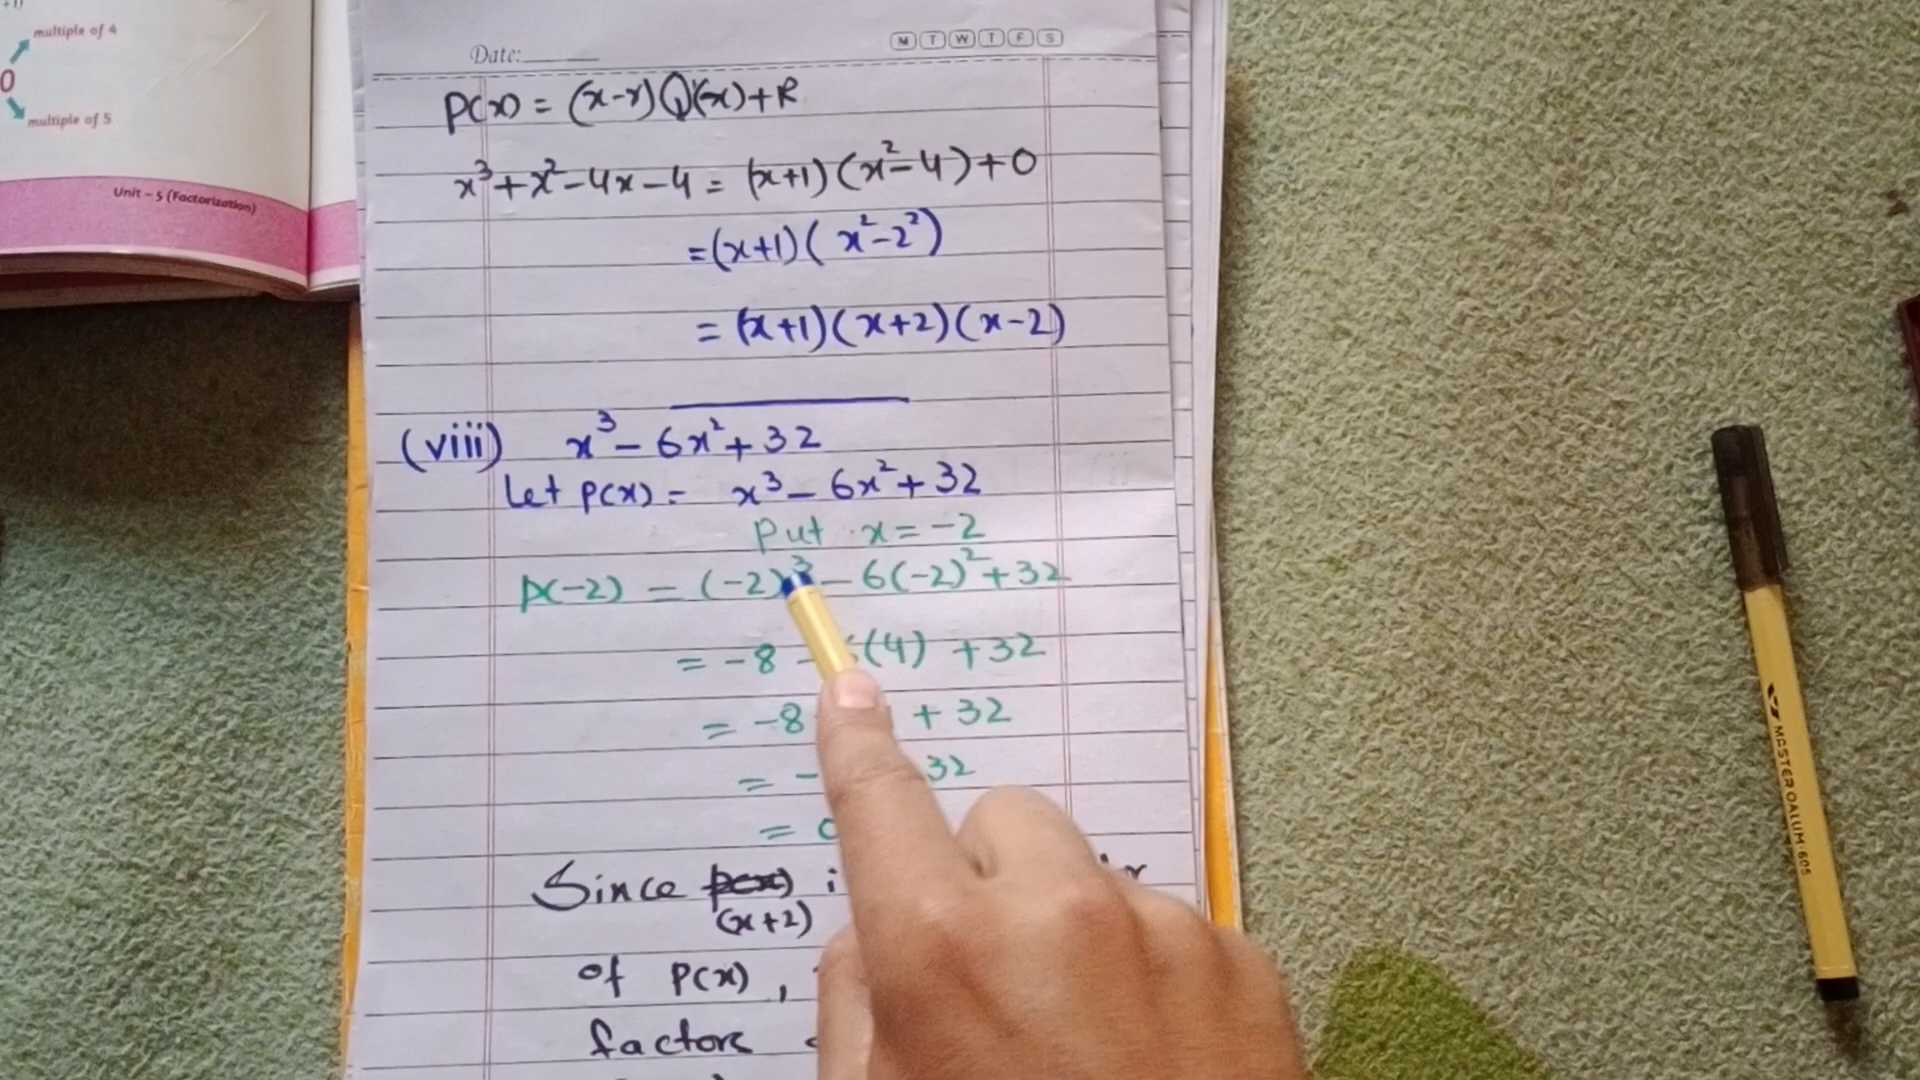 multiple of 4
0
multiple of 5
Unit – 5 (Factorization)
Date:
M T W T F S
P(x) = (x-r) Q(x)+R
x³+x²-4x-4 = (x+1)(x²-4)+0
=(x+1)(x²-2²)
= (x+1)(x+2)(x-2)
(viii) x³- 6x²+32
Let p(x) = x³- 6x²+32
Put x = -2
p(-2) = (-2)³- 6(-2)²+32
= -8 - (4) +32
= -8 + 32
= - 32
= 0
Since
(x+2)
of P(x),
factors
MASTER OALUM-605